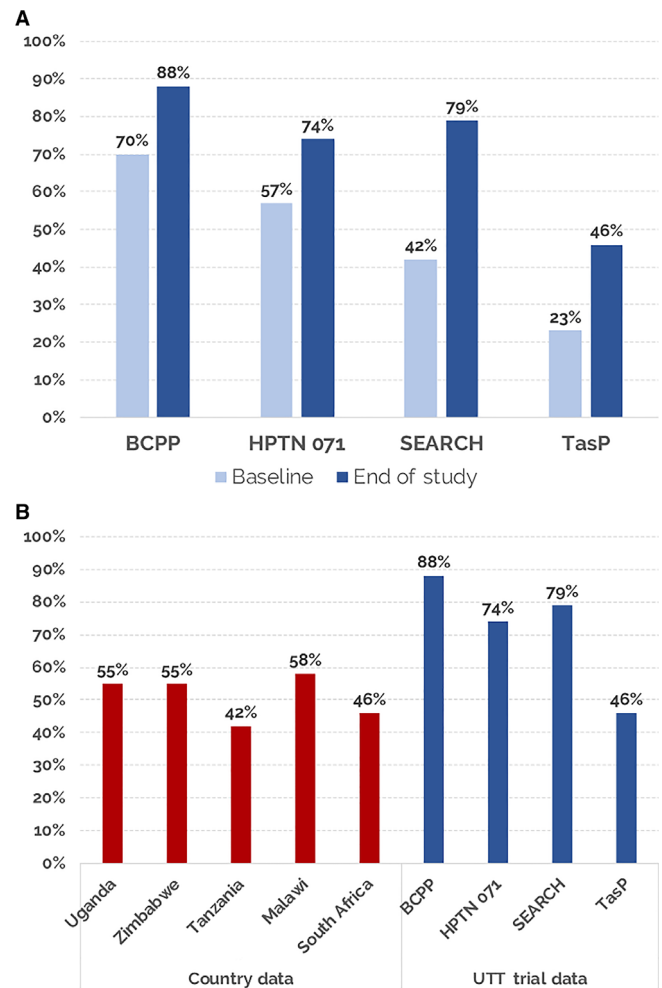 A
100%
90%
80%
70%
60%
50%
40%
30%
20%
10%
0%
70%
88%
57%
74%
42%
79%
23%
46%
BCPP HPTN 071 SEARCH TasP
Baseline End of study
B
100%
90%
80%
70%
60%
50%
40%
30%
20%
10%
0%
55%
55%
42%
58%
46%
88%
74%
79%
46%
Uganda
Zimbabwe
Tanzania
Malawi
South Africa
BCPP
HPTN 071
SEARCH
TasP
Country data UTT trial data